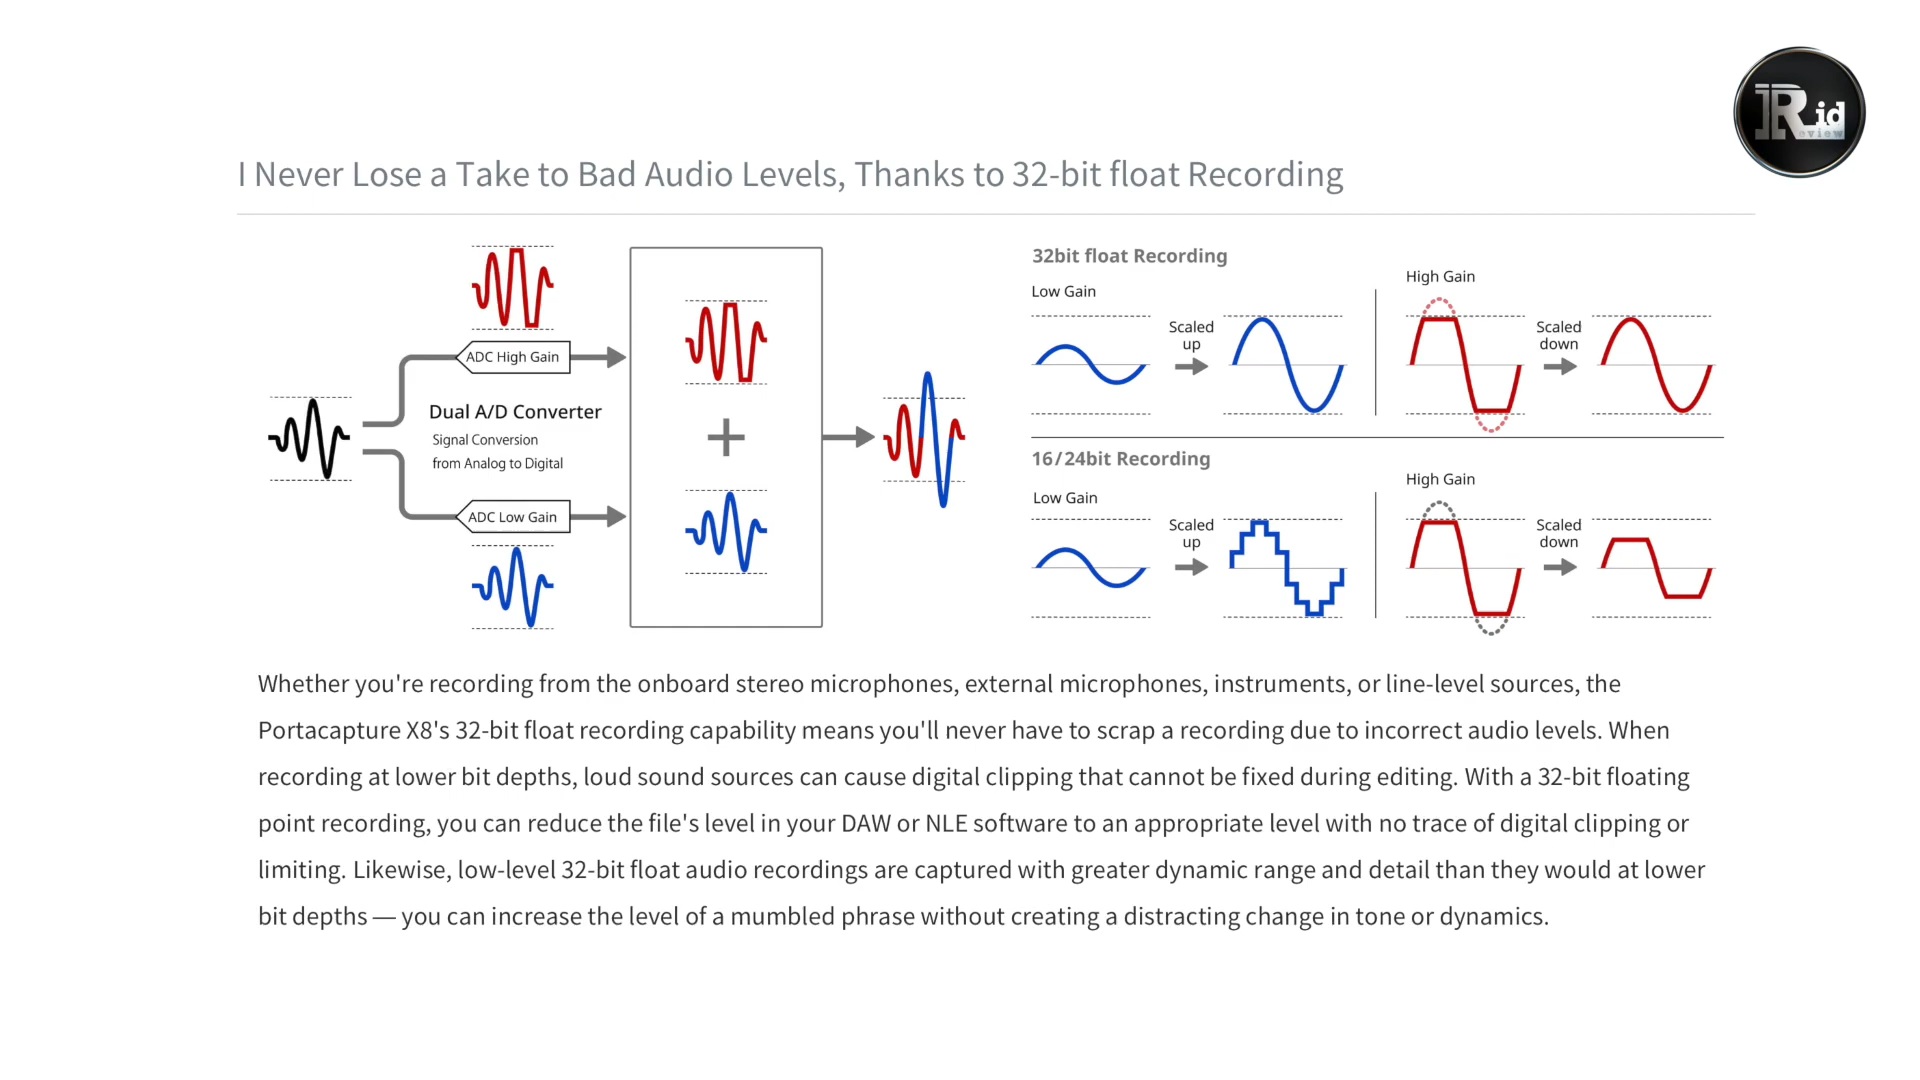 IR.id
eview
I Never Lose a Take to Bad Audio Levels, Thanks to 32-bit float Recording
ADC High Gain
Dual A/D Converter
Signal Conversion
from Analog to Digital
ADC Low Gain
+
32bit float Recording
Low Gain
Scaled
up
High Gain
Scaled
down
16/24bit Recording
Low Gain
Scaled
up
High Gain
Scaled
down
Whether you're recording from the onboard stereo microphones, external microphones, instruments, or line-level sources, the
Portacapture X8's 32-bit float recording capability means you'll never have to scrap a recording due to incorrect audio levels. When
recording at lower bit depths, loud sound sources can cause digital clipping that cannot be fixed during editing. With a 32-bit floating
point recording, you can reduce the file's level in your DAW or NLE software to an appropriate level with no trace of digital clipping or
limiting. Likewise, low-level 32-bit float audio recordings are captured with greater dynamic range and detail than they would at lower
bit depths — you can increase the level of a mumbled phrase without creating a distracting change in tone or dynamics.